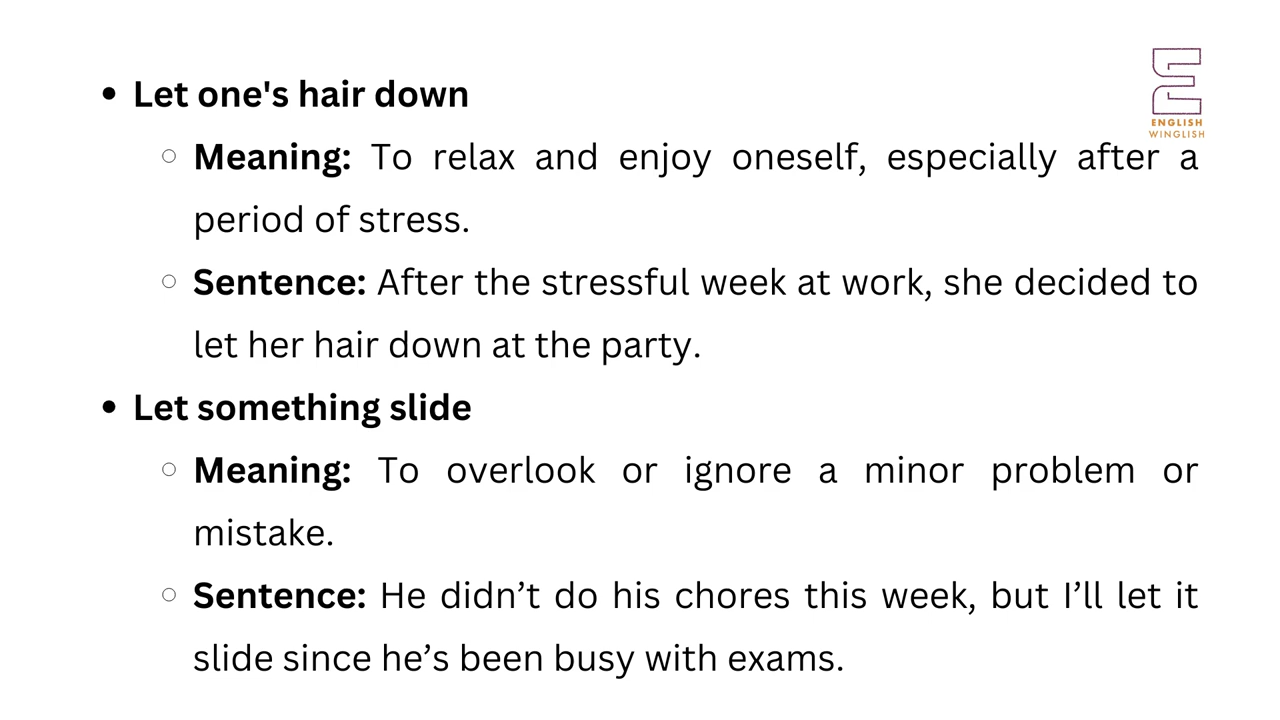 • Let one's hair down
○ Meaning: To relax and enjoy oneself, especially after a
period of stress.
○ Sentence: After the stressful week at work, she decided to
let her hair down at the party.
• Let something slide
○ Meaning: To overlook or ignore a minor problem or
mistake.
○ Sentence: He didn’t do his chores this week, but I’ll let it
slide since he’s been busy with exams.
ENGLISH
WINGLISH